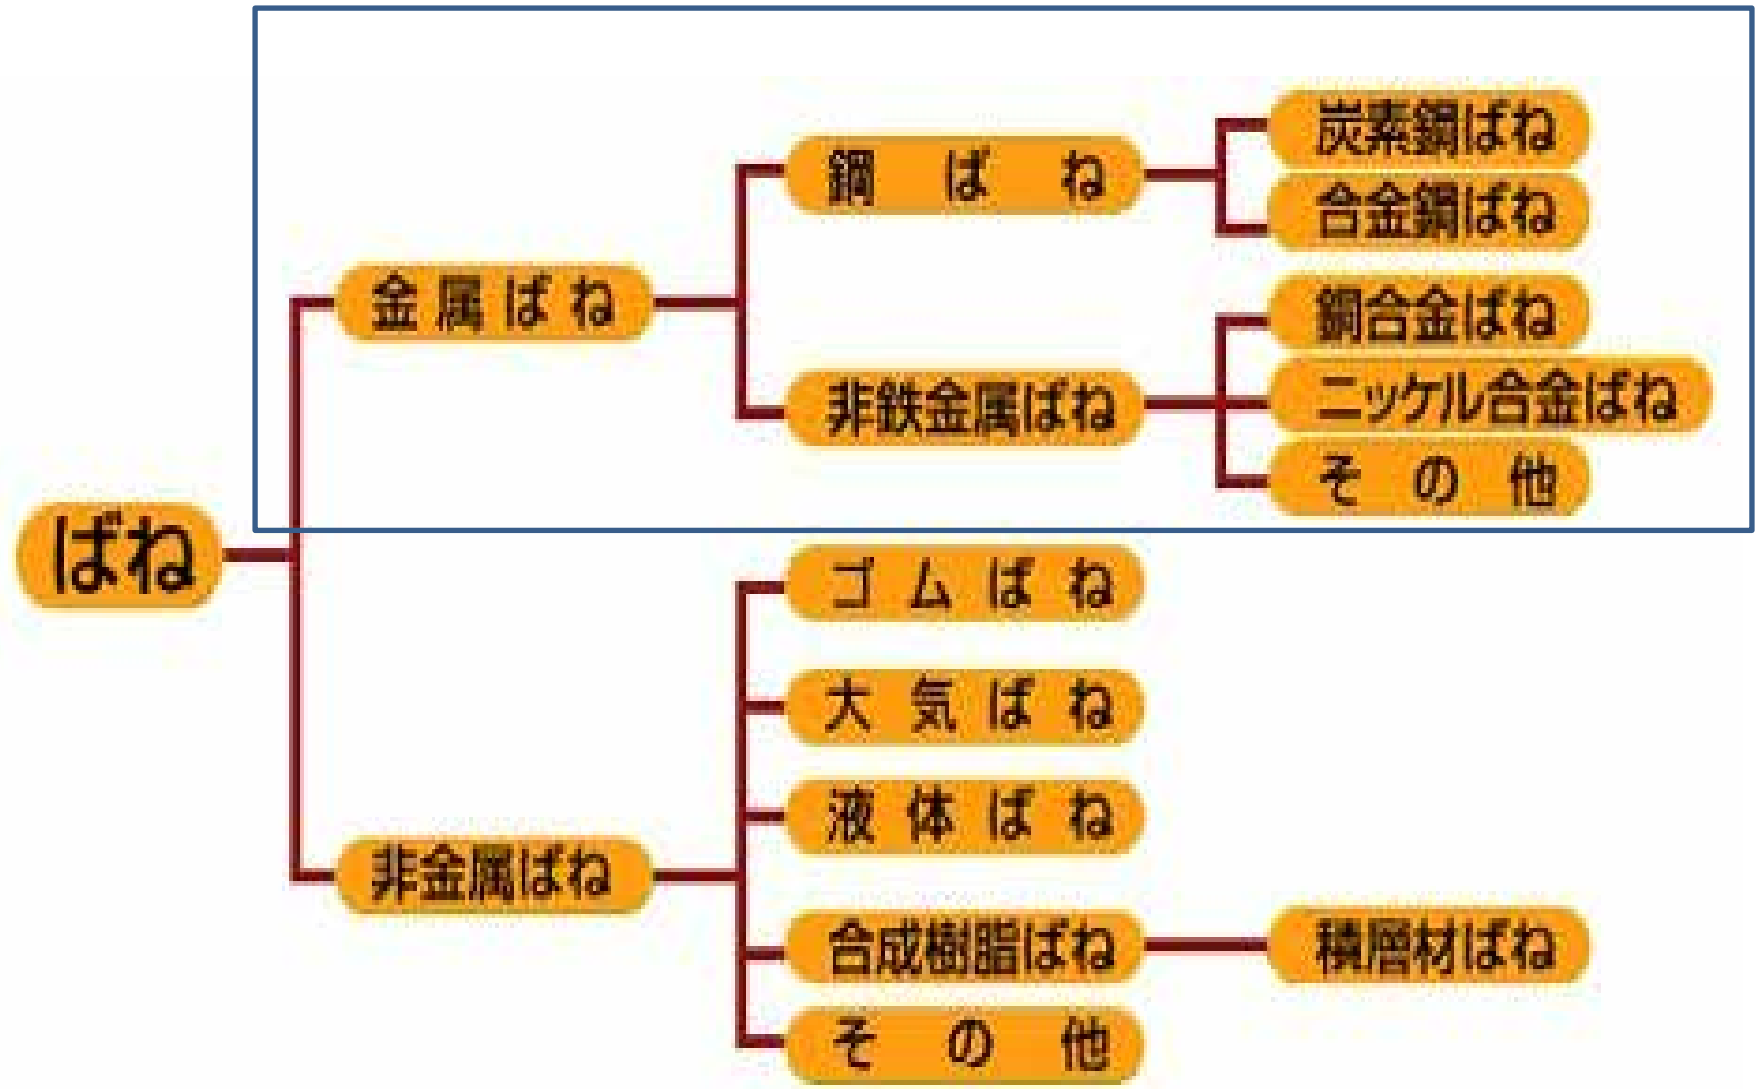 ばね
金属ばね
鋼ばね
炭素鋼ばね
合金鋼ばね
非鉄金属ばね
銅合金ばね
ニッケル合金ばね
その他
非金属ばね
ゴムばね
大気ばね
液体ばね
合成樹脂ばね
積層材ばね
その他